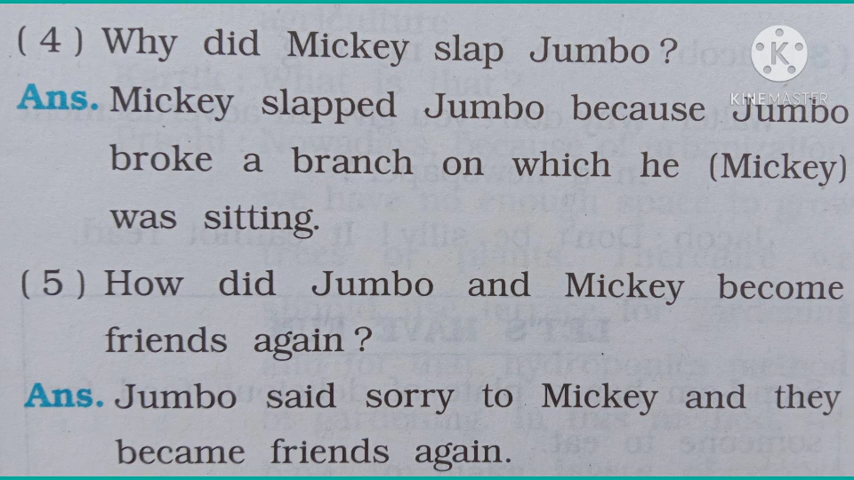 ( 4 ) Why did Mickey slap Jumbo ?
Ans. Mickey slapped Jumbo because Jumbo
broke a branch on which he (Mickey)
was sitting.
( 5 ) How did Jumbo and Mickey become
friends again ?
Ans. Jumbo said sorry to Mickey and they
became friends again.
K
KINEMASTER